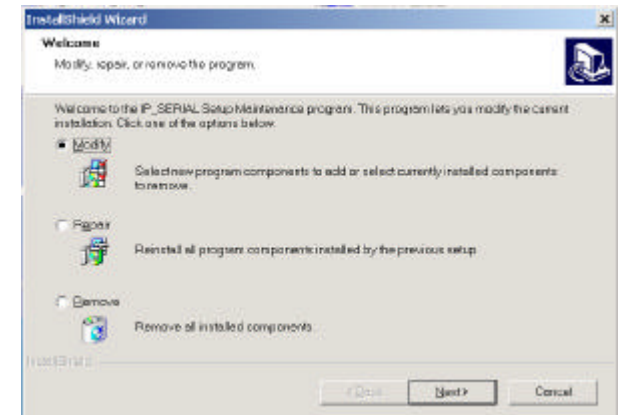 InstallShield Wizard
Welcome
Modify, repair, or remove the program.
Welcome to the IP_SERIAL Setup Maintenance program. This program lets you modify the current
installation. Click one of the options below.
Modify
Select new program components to add or select currently installed components
to remove.
Repair
Reinstall all program components installed by the previous setup
Remove
Remove all installed components
InstallShield
< Back Next > Cancel